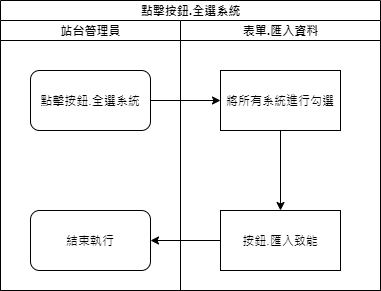 點擊按鈕.全選系統
站台管理員
表單.匯入資料
點擊按鈕.全選系統
將所有系統進行勾選
結束執行
按鈕.匯入致能